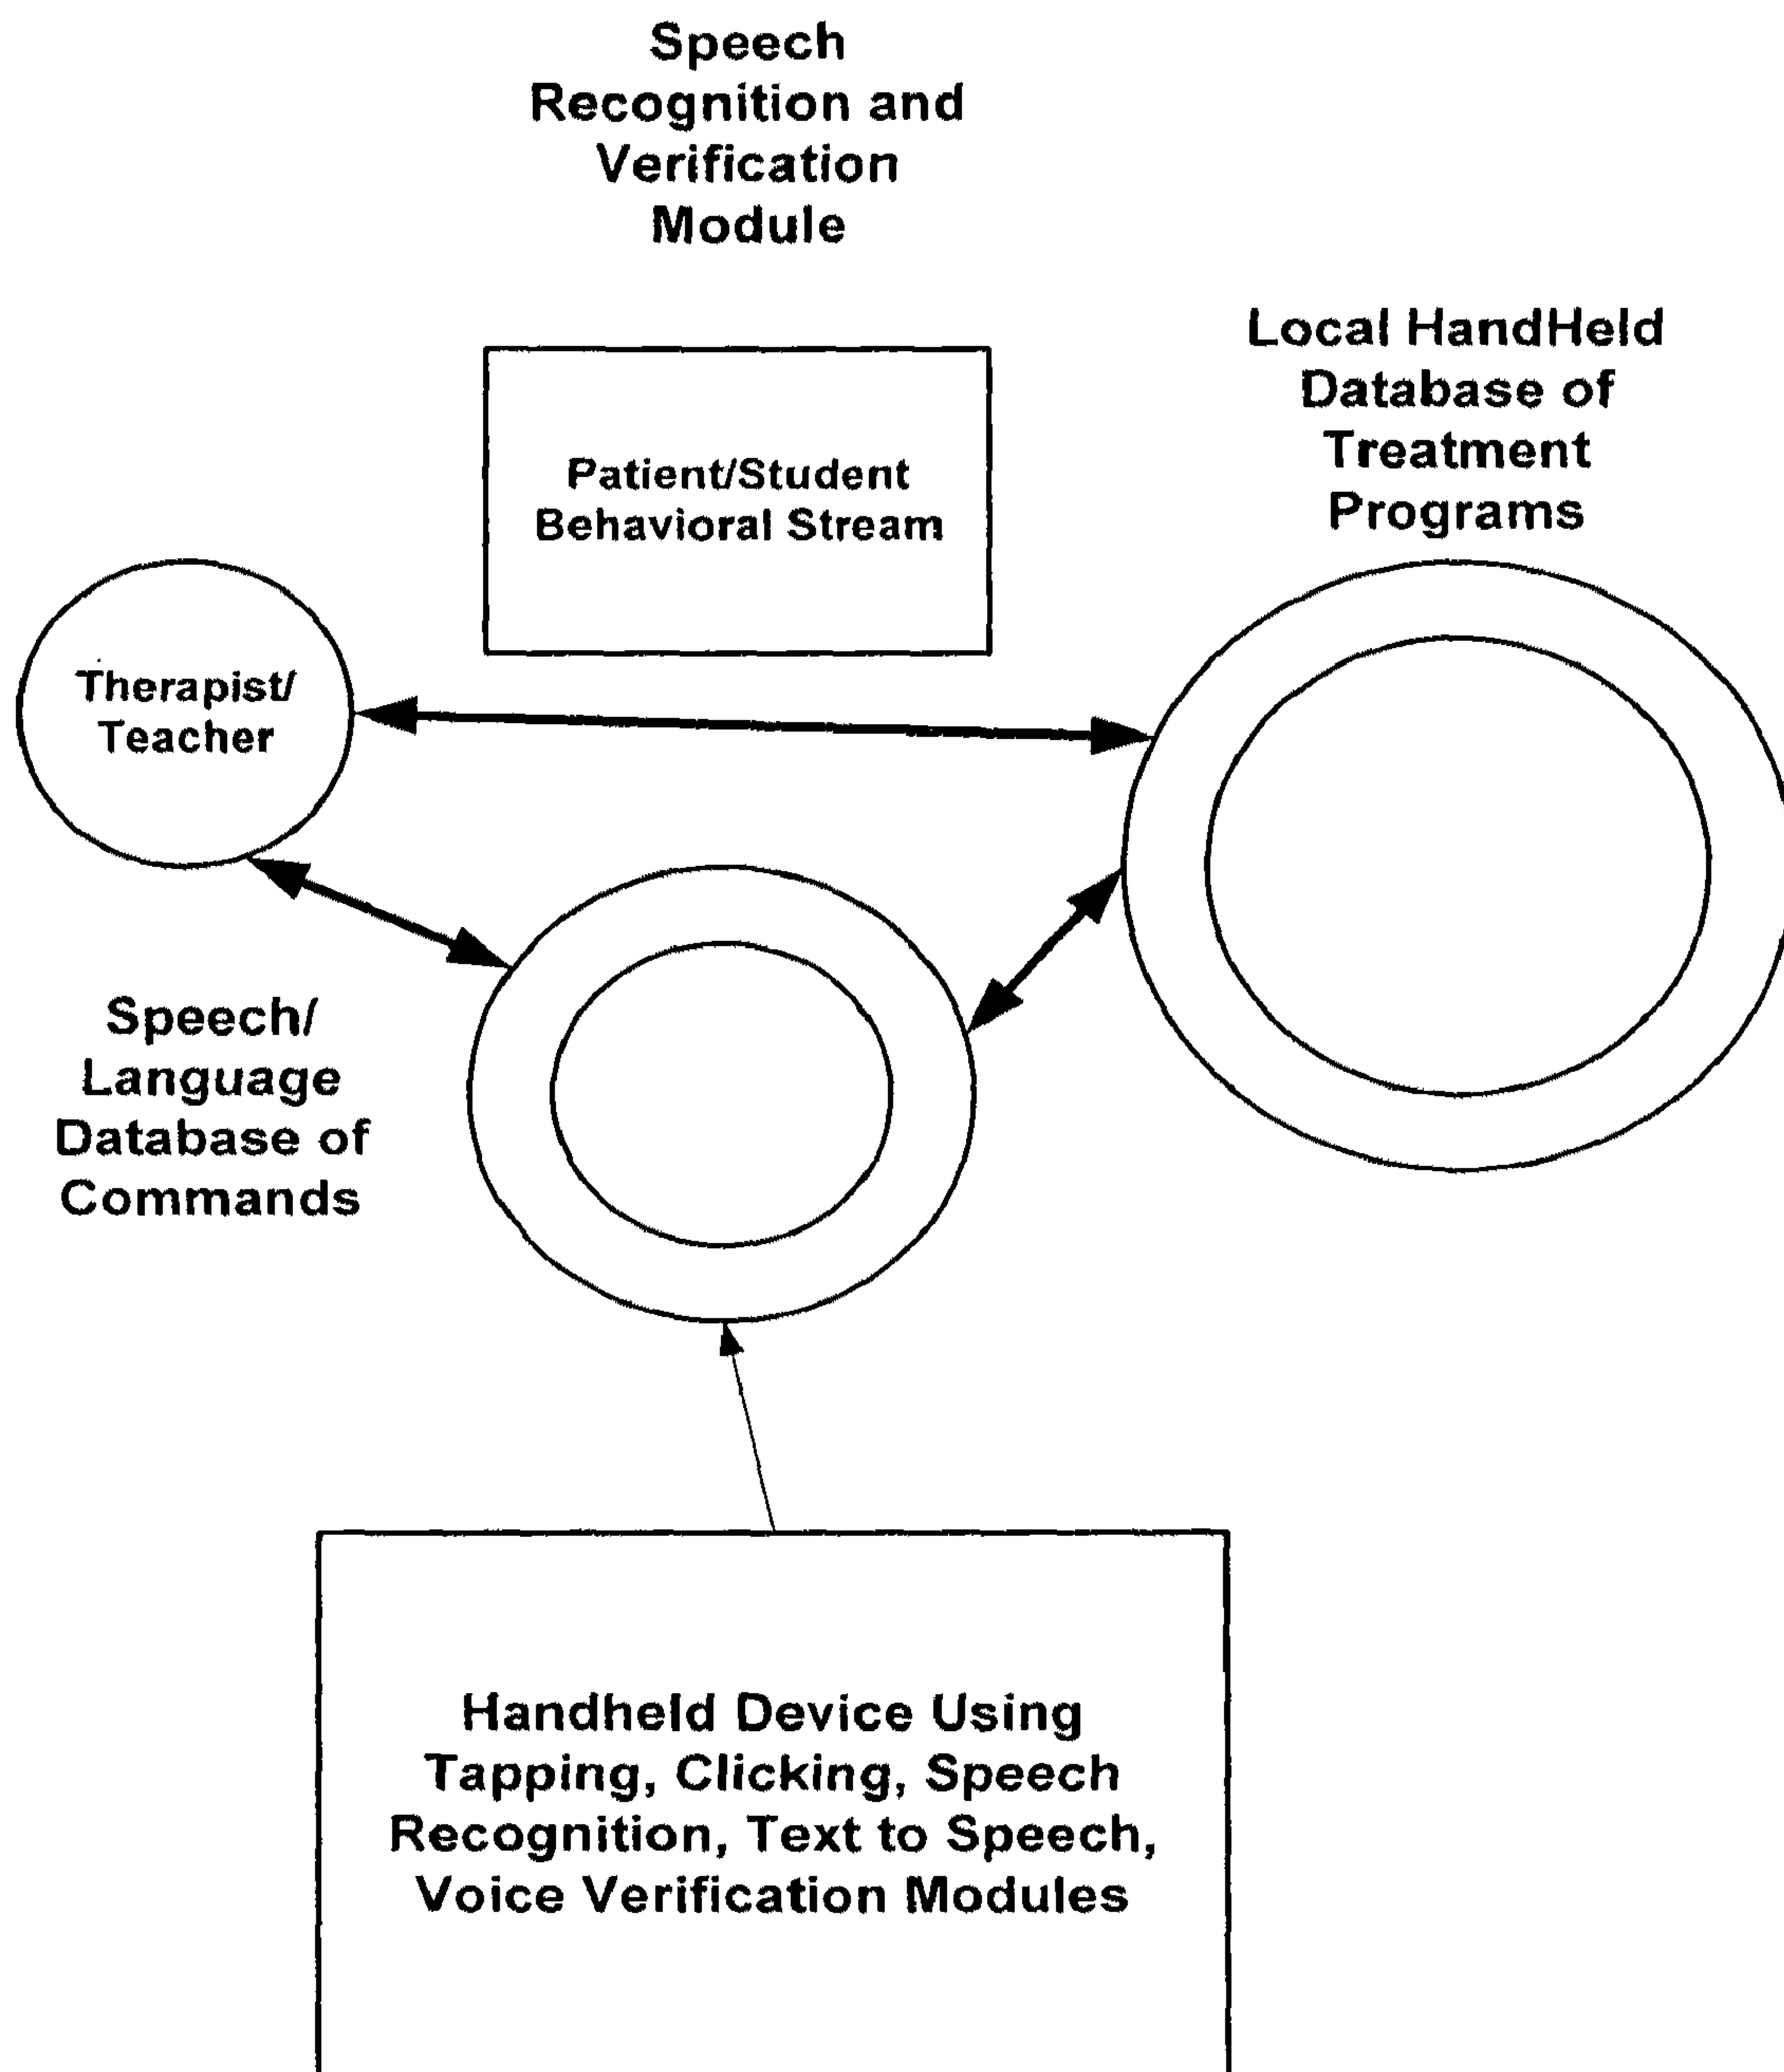 Speech
Recognition and
Verification
Module
Local HandHeld
Database of
Treatment
Programs
Patient/Student
Behavioral Stream
Therapist/
Teacher
Speech/
Language
Database of
Commands
Handheld Device Using
Tapping, Clicking, Speech
Recognition, Text to Speech,
Voice Verification Modules